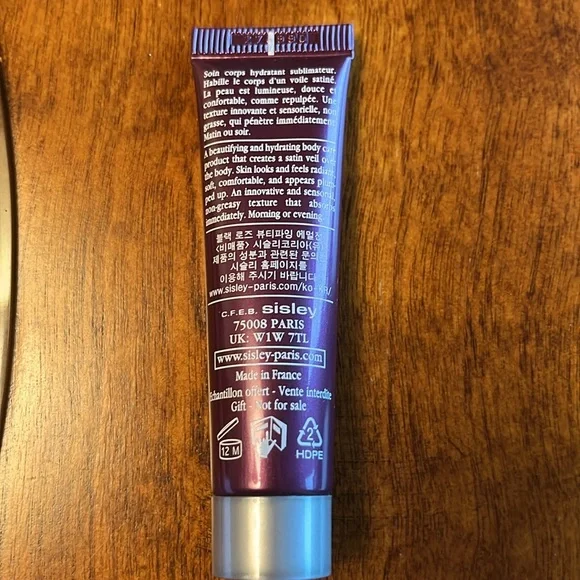 Soin corps hydratant sublimateur.
Habille le corps d'un voile satiné.
La peau est lumineuse, douce et
confortable, comme repulpée. Une
texture innovante et sensorielle, non
grasse, qui pénètre immédiatement.
Matin ou soir.
A beautifying and hydrating body care
product that creates a satin veil over
the body. Skin looks and feels radiant,
soft, comfortable, and appears plum
ped up. An innovative and sensorial,
non-greasy texture that absorbs
immediately. Morning or evening.
블랙 로즈 뷰티파잉 에멀전
<비매품> 시슬리코리아(유)
제품의 성분과 관련된 문의는
시슬리 홈페이지를
이용해 주시기 바랍니다
www.sisley-paris.com/ko-KR/
C.F.E.B. sisley
75008 PARIS
UK: W1W 7TL
www.sisley-paris.com
Made in France
Echantillon offert - Vente interdite
Gift - Not for sale
12 M
2
HDPE